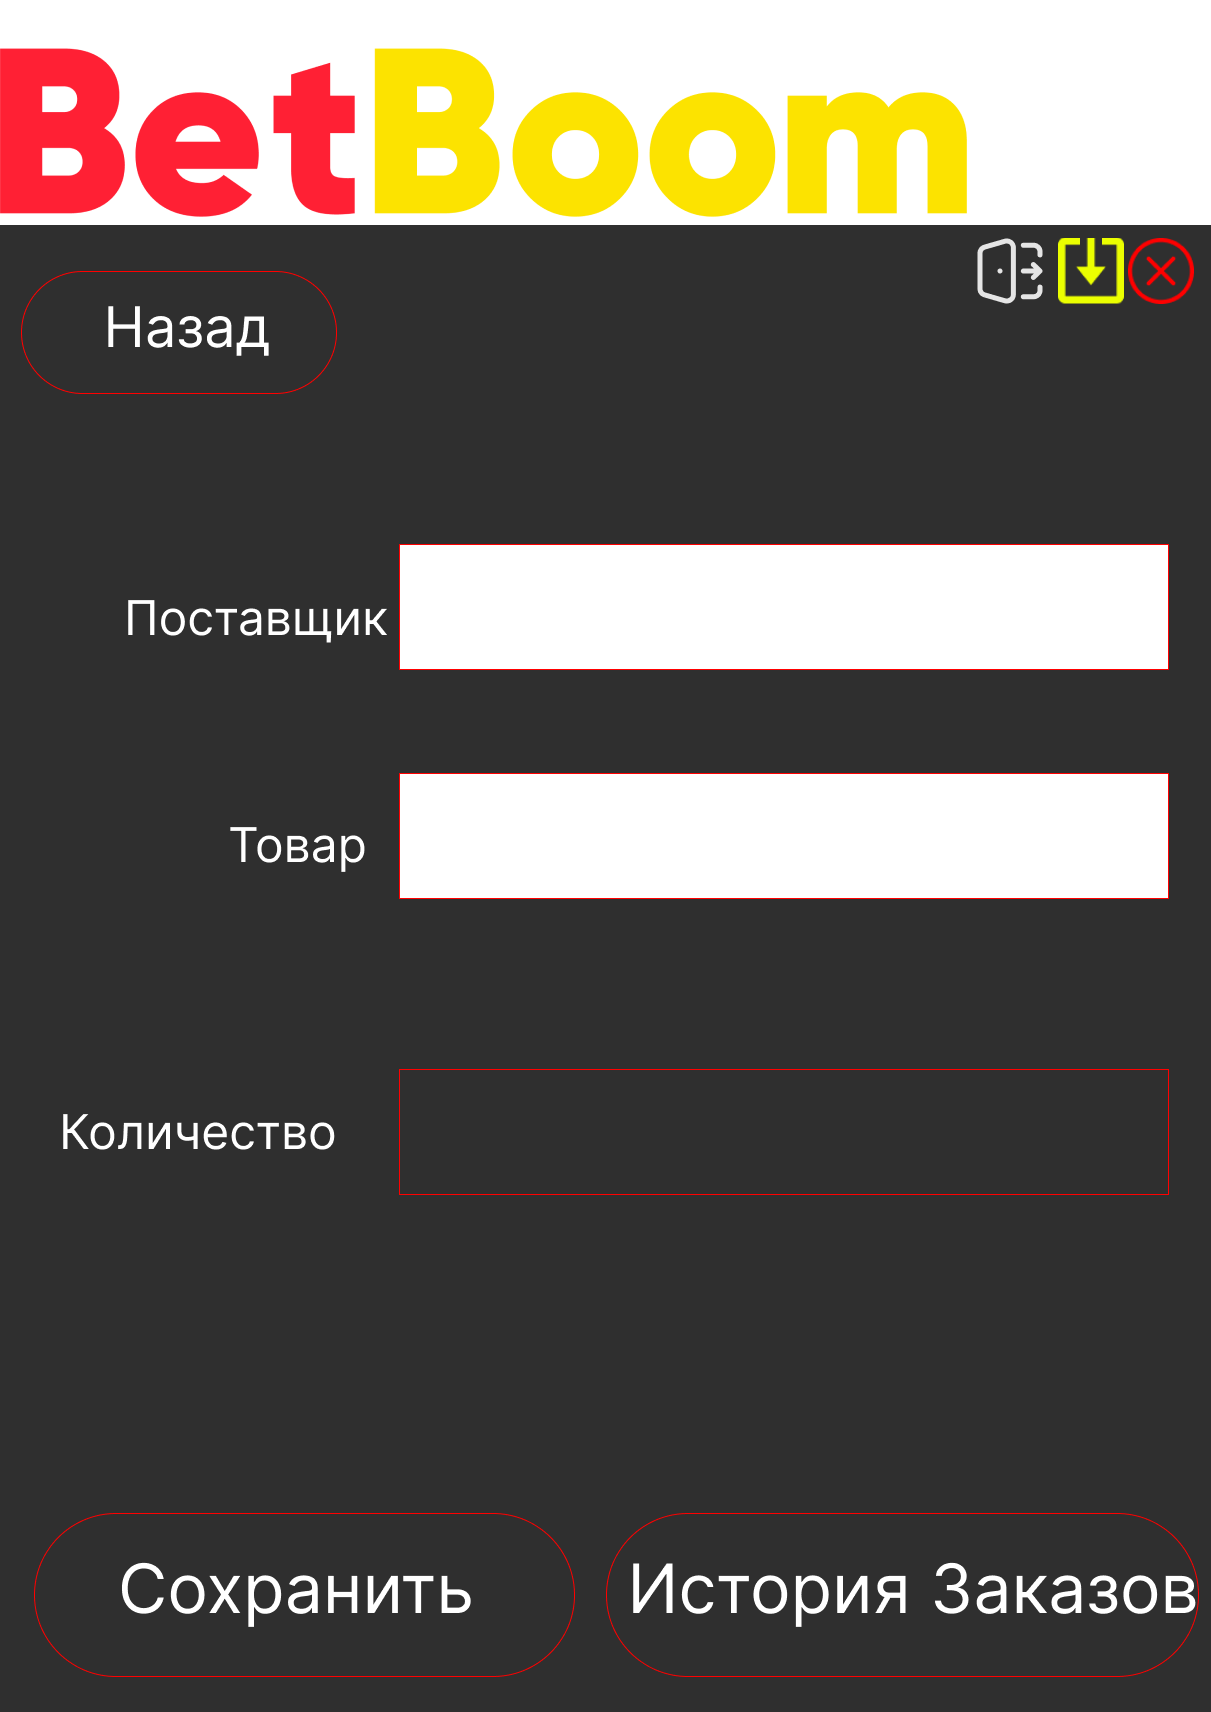 BetBoom
Назад
Поставщик
Товар
Количество
Сохранить
История Заказов